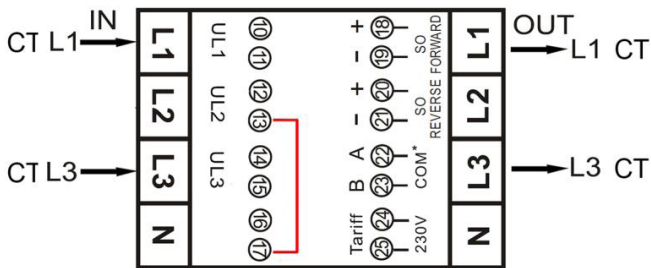 IN
OUT
CT L1
L1
UL1
10
11
+ 18
- 19
SO FORWARD
L1
L1 CT
L2
UL2
12
13
+ 20
- 21
SO REVERSE
L2
CT L3
L3
UL3
14
15
A 22
B 23
COM*
L3
L3 CT
N
16
17
Tariff
24
25
230V
N